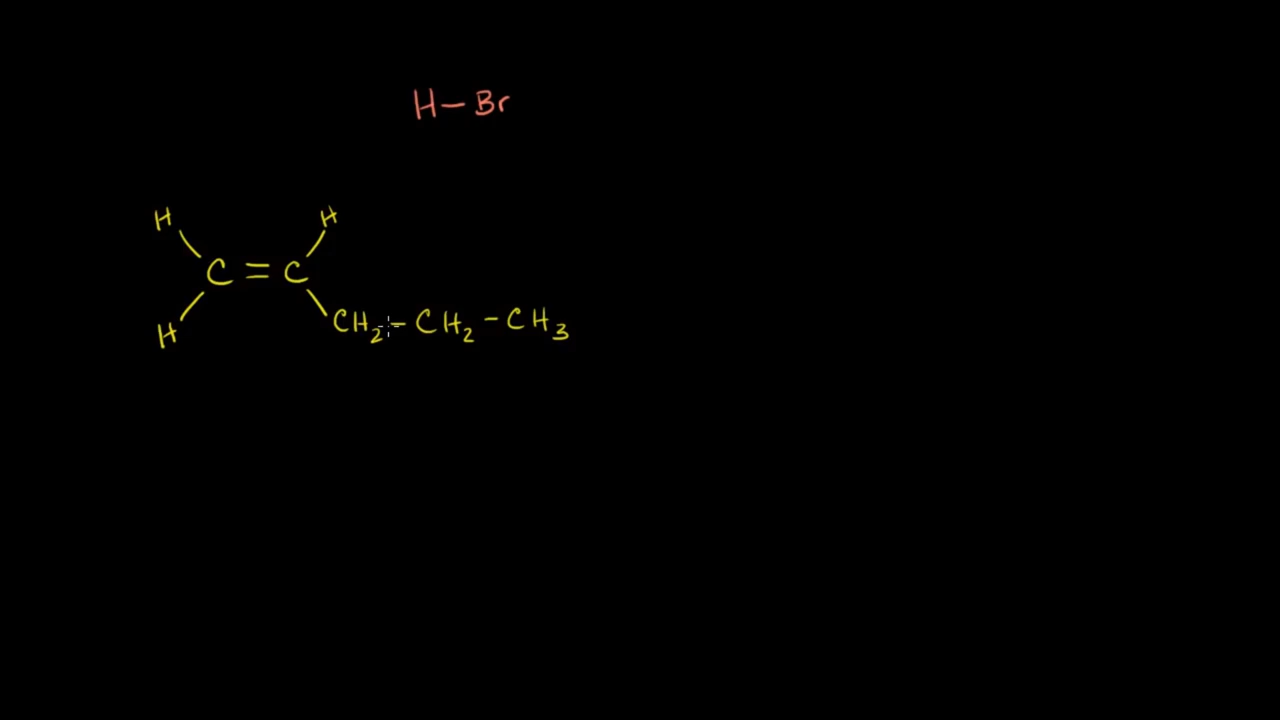 H-Br
H H
C = C
CH2-CH2-CH3
H